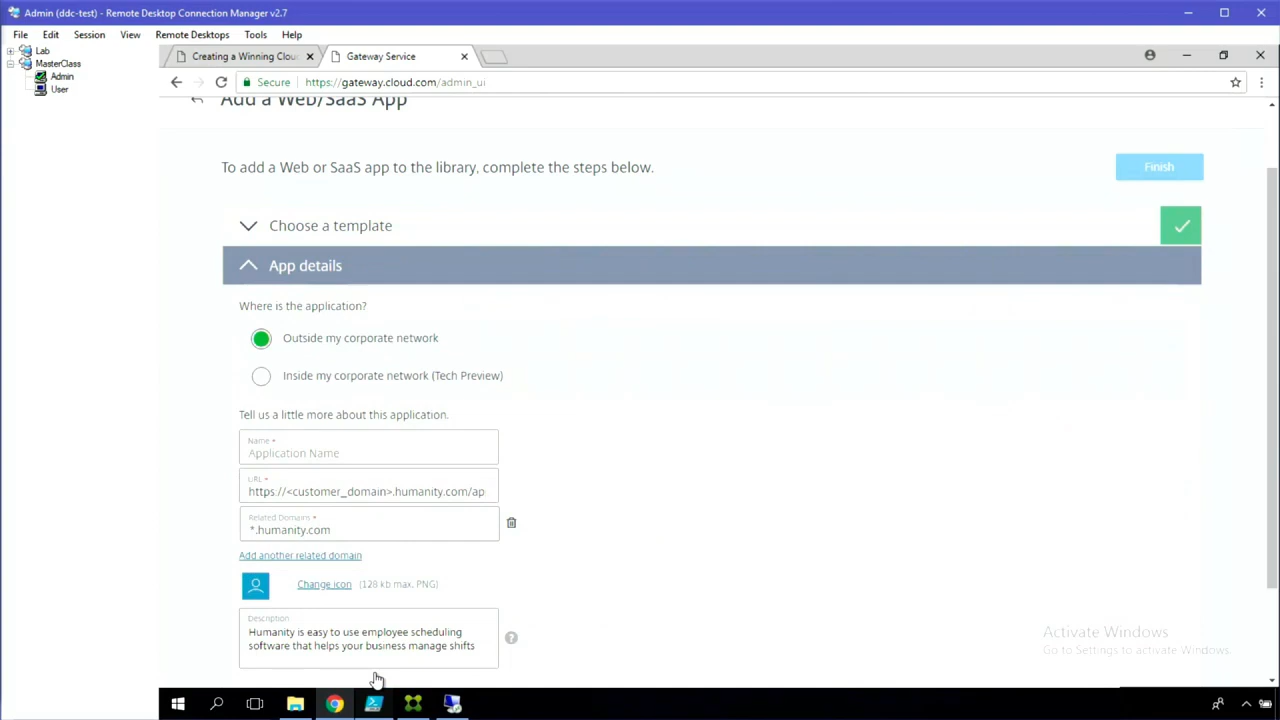 Admin (ddc-test) - Remote Desktop Connection Manager v2.7
File Edit Session View Remote Desktops Tools Help
Lab
MasterClass
Admin
User
Creating a Winning Clou
Gateway Service
Secure https://gateway.cloud.com/admin_ui
Add a Web/SaaS App
To add a Web or SaaS app to the library, complete the steps below.
Finish
Choose a template
App details
Where is the application?
Outside my corporate network
Inside my corporate network (Tech Preview)
Tell us a little more about this application.
Name *
Application Name
URL *
https://<customer_domain>.humanity.com/ap
Related Domain *
*.humanity.com
Add another related domain
Change icon (128 kb max, PNG)
Description
Humanity is easy to use employee scheduling
software that helps your business manage shifts
Activate Windows
Go to Settings to activate Windows.